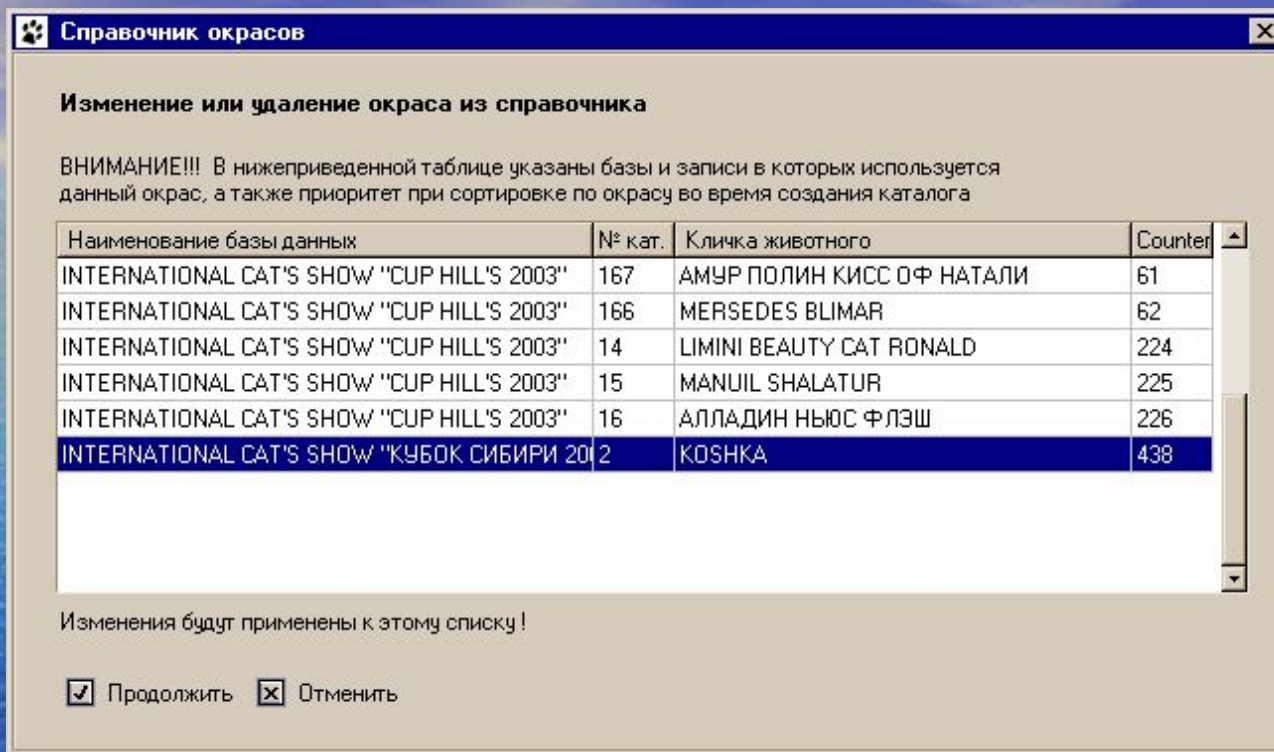 Справочник окрасов
Изменение или удаление окраса из справочника
ВНИМАНИЕ!!! В нижеприведенной таблице указаны базы и записи в которых используется
данный окрас, а также приоритет при сортировке по окрасу во время создания каталога
Наименование базы данных № кат. Кличка животного Counter
INTERNATIONAL CAT'S SHOW "CUP HILL'S 2003" 167 АМУР ПОЛИН КИСС ОФ НАТАЛИ 61
INTERNATIONAL CAT'S SHOW "CUP HILL'S 2003" 166 MERSEDES BLIMAR 62
INTERNATIONAL CAT'S SHOW "CUP HILL'S 2003" 14 LIMINI BEAUTY CAT RONALD 224
INTERNATIONAL CAT'S SHOW "CUP HILL'S 2003" 15 MANUIL SHALATUR 225
INTERNATIONAL CAT'S SHOW "CUP HILL'S 2003" 16 АЛЛАДИН НЬЮС ФЛЭШ 226
INTERNATIONAL CAT'S SHOW "КУБОК СИБИРИ 20 2 KOSHKA 438
Изменения будут применены к этому списку !
Продолжить Отменить